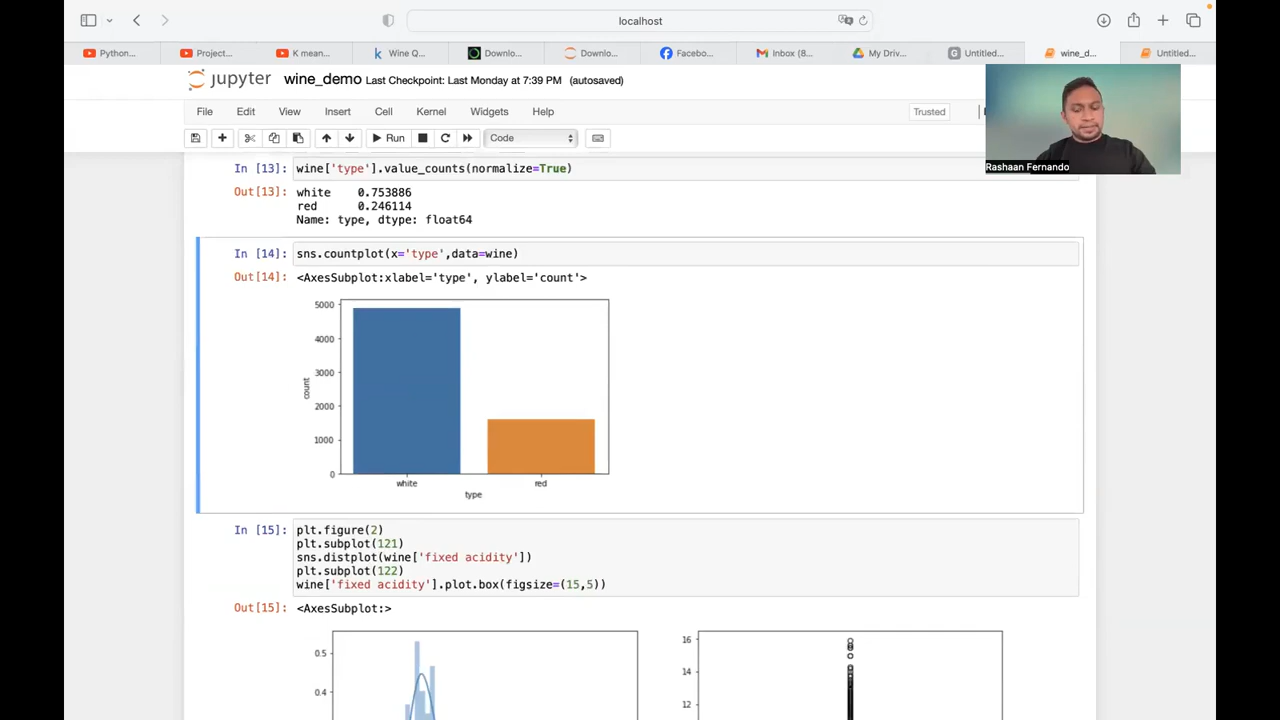 localhost
Python...
Project...
K mean...
Wine Q...
Downlo...
Downlo...
Facebo...
Inbox (8...
My Driv...
Untitled...
wine_d...
Untitled...
jupyter wine_demo Last Checkpoint: Last Monday at 7:39 PM (autosaved)
File Edit View Insert Cell Kernel Widgets Help Trusted
Run Code
Rashaan Fernando
In [13]: wine['type'].value_counts(normalize=True)
Out[13]: white 0.753886
red 0.246114
Name: type, dtype: float64
In [14]: sns.countplot(x='type',data=wine)
Out[14]: <AxesSubplot:xlabel='type', ylabel='count'>
5000
4000
3000
2000
1000
0
count
white red
type
In [15]: plt.figure(2)
plt.subplot(121)
sns.distplot(wine['fixed acidity'])
plt.subplot(122)
wine['fixed acidity'].plot.box(figsize=(15,5))
Out[15]: <AxesSubplot:>
0.5
0.4
16
14
12